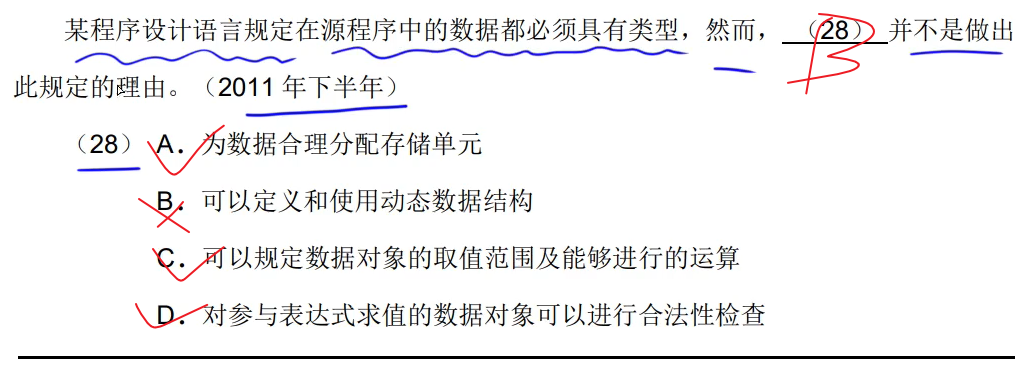 某程序设计语言规定在源程序中的数据都必须具有类型，然而，（28）并不是做出
此规定的理由。（2011 年下半年）
B
（28） A．为数据合理分配存储单元
B．可以定义和使用动态数据结构
C．可以规定数据对象的取值范围及能够进行的运算
D．对参与表达式求值的数据对象可以进行合法性检查